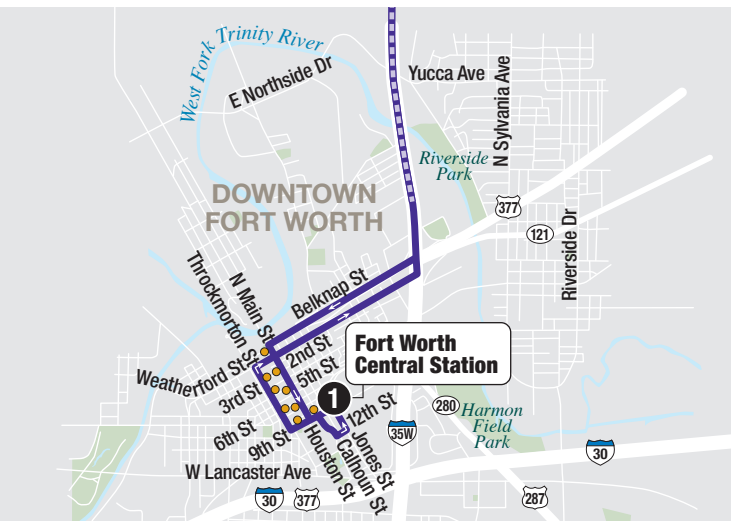 West Fork
Trinity River
E Northside Dr
Yucca Ave
N Sylvania Ave
Riverside
Park
DOWNTOWN
FORT WORTH
377
121
Riverside Dr
N Main St
Throckmorton St
Belknap St
Weatherford St
2nd St
3rd St
5th St
Fort Worth
Central Station
1
6th St
9th St
12th St
Houston St
Calhoun St
Jones St
280
Harmon
Field
Park
35W
W Lancaster Ave
30
377
287
30